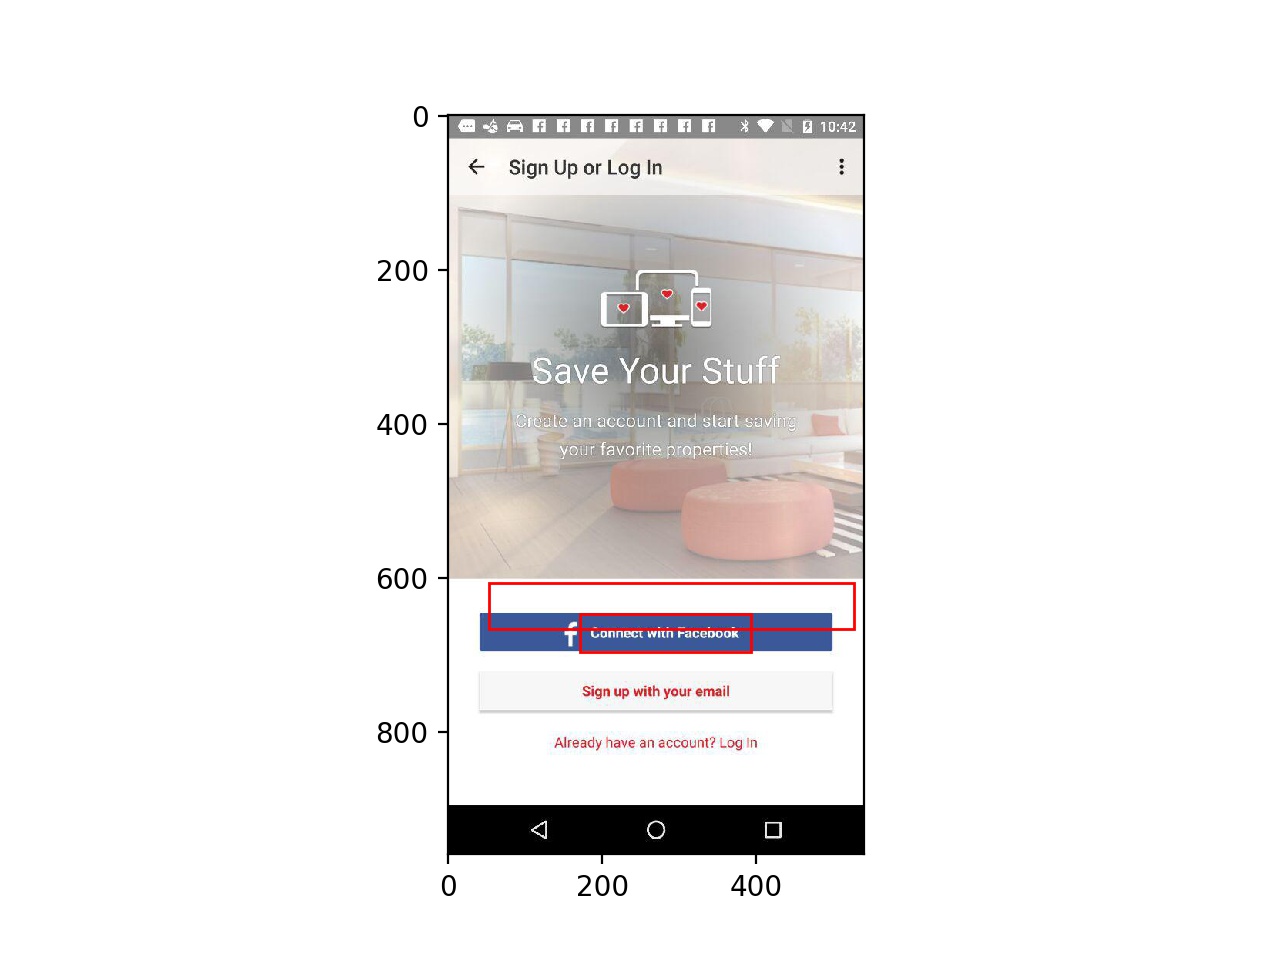 0
10:42
Sign Up or Log In
200
Save Your Stuff
400
Create an account and start saving
your favorite properties!
600
f Connect with Facebook
Sign up with your email
800
Already have an account? Log In
0 200 400